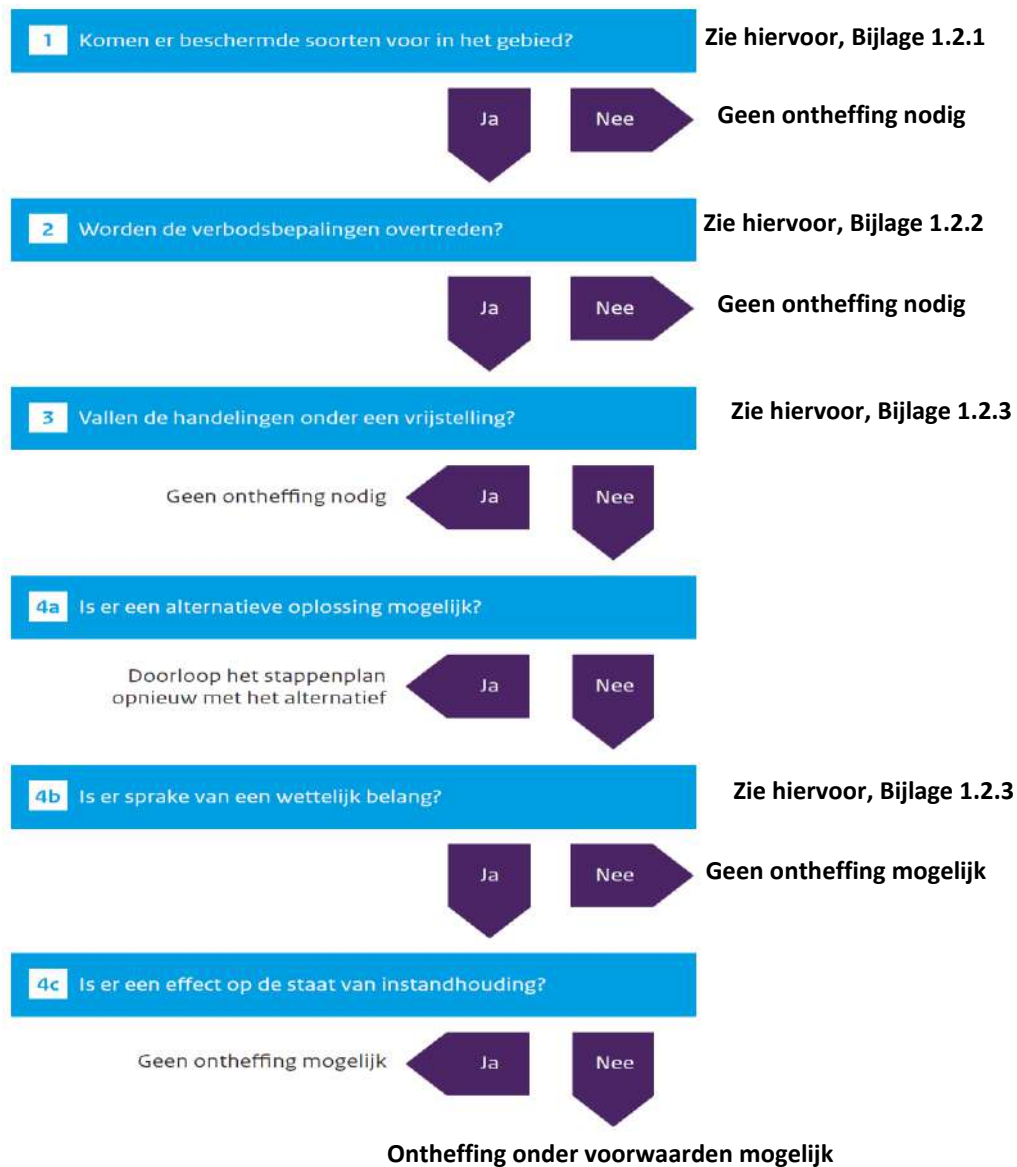 1 Komen er beschermde soorten voor in het gebied? Zie hiervoor, Bijlage 1.2.1
Ja Nee Geen ontheffing nodig
2 Worden de verbodsbepalingen overtreden? Zie hiervoor, Bijlage 1.2.2
Ja Nee Geen ontheffing nodig
3 Vallen de handelingen onder een vrijstelling? Zie hiervoor, Bijlage 1.2.3
Geen ontheffing nodig Ja Nee
4a Is er een alternatieve oplossing mogelijk?
Doorloop het stappenplan
opnieuw met het alternatief Ja Nee
4b Is er sprake van een wettelijk belang? Zie hiervoor, Bijlage 1.2.3
Ja Nee Geen ontheffing mogelijk
4c Is er een effect op de staat van instandhouding?
Geen ontheffing mogelijk Ja Nee
Ontheffing onder voorwaarden mogelijk